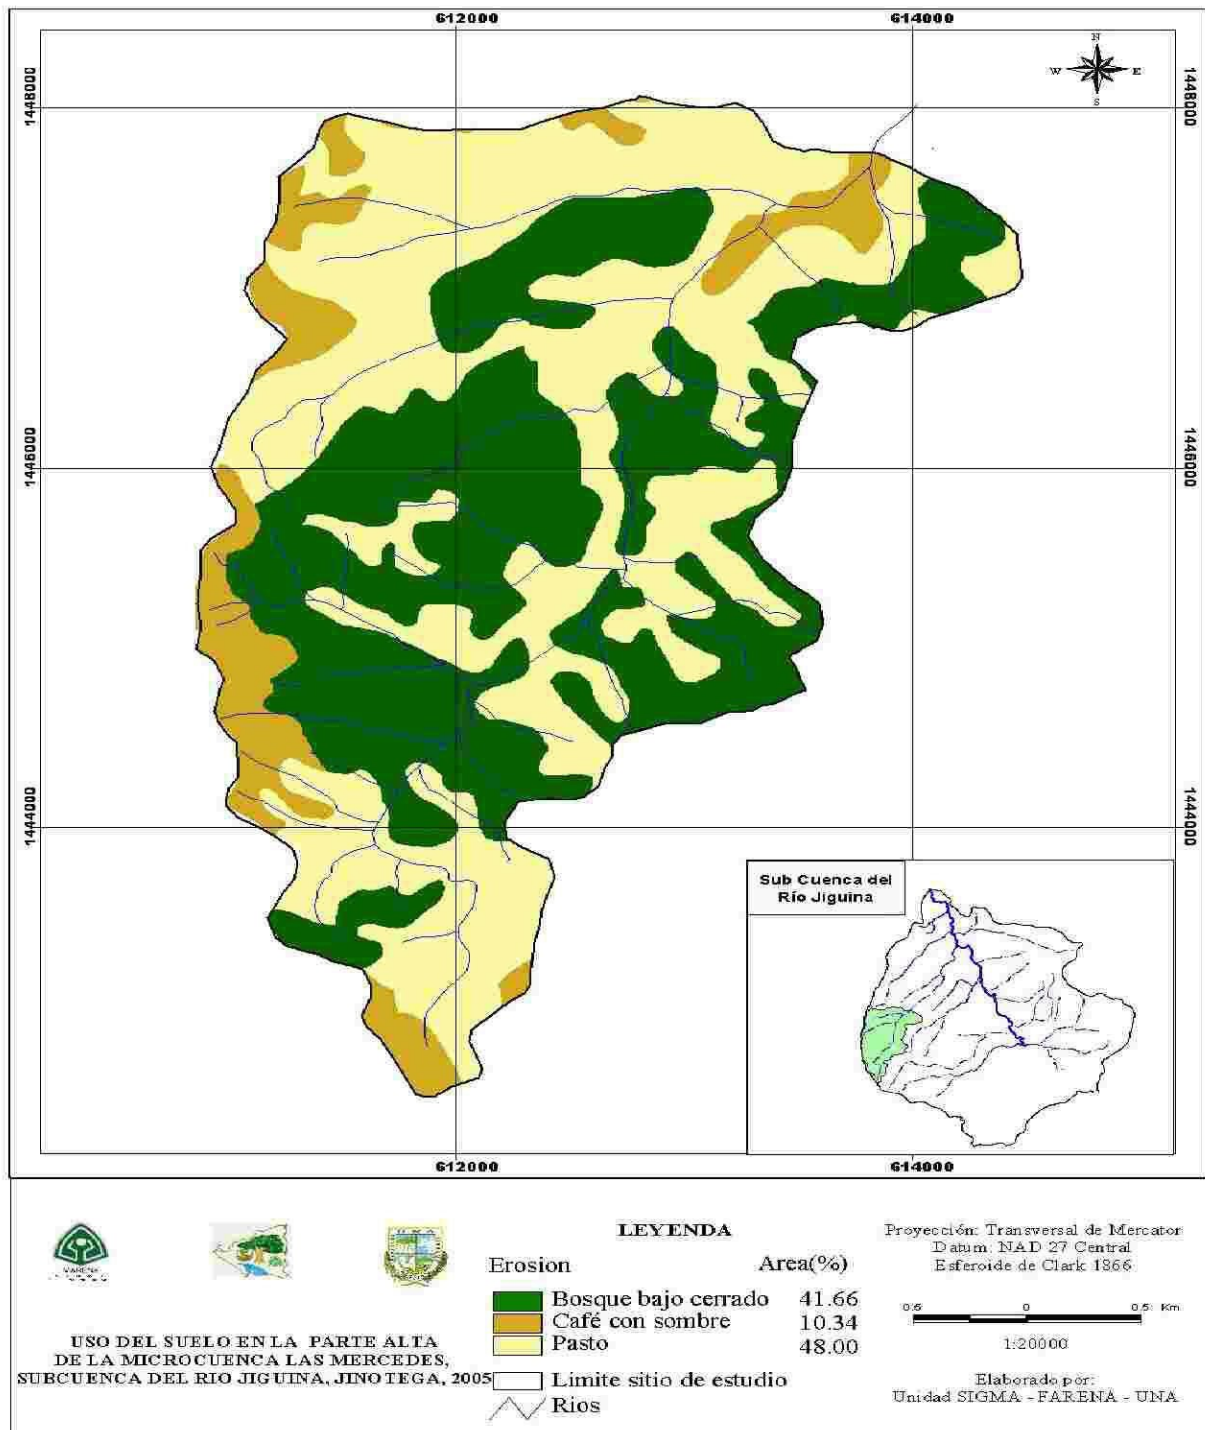 612000 614000
N
W E
S
1448000 1448000
1446000 1446000
1444000 1444000
Sub Cuenca del
Río Jiguina
612000 614000
MARENA
UNA
USO DEL SUELO EN LA PARTE ALTA
DE LA MICROCUENCA LAS MERCEDES,
SUBCUENCA DEL RIO JIGUINA, JINOTEGA, 2005
LEYENDA
Erosion Area(%)
Bosque bajo cerrado 41.66
Café con sombre 10.34
Pasto 48.00
Limite sitio de estudio
Rios
Proyección: Transversal de Mercator
Datum: NAD 27 Central
Esferoide de Clark 1866
0.5 0 0.5 Km
1:20000
Elaborado por:
Unidad SIGMA - FARENA - UNA